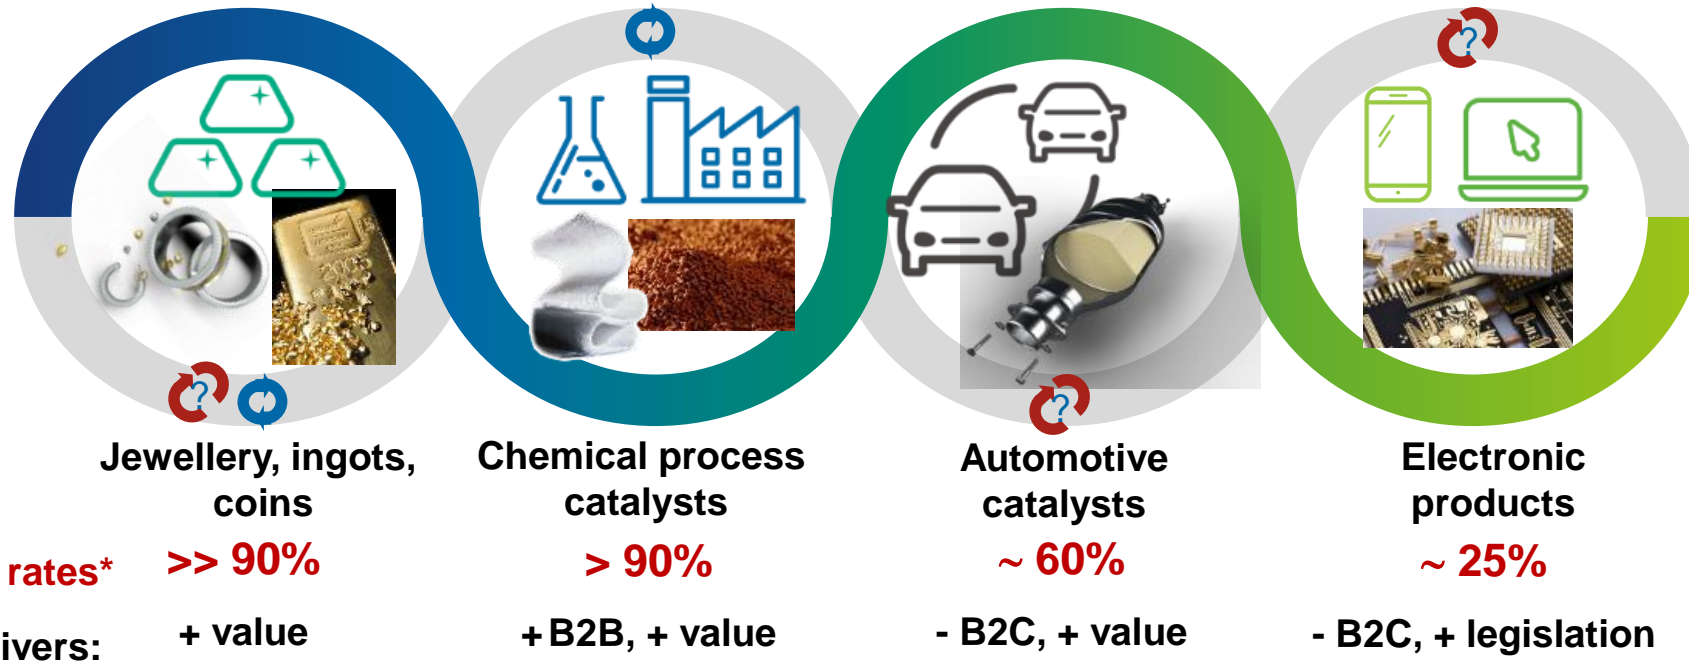 ?
?
2005
?
?
Jewellery, ingots,
coins
Chemical process
catalysts
Automotive
catalysts
Electronic
products
rates* >> 90% > 90% ~ 60% ~ 25%
ivers: + value + B2B, + value - B2C, + value - B2C, + legislation